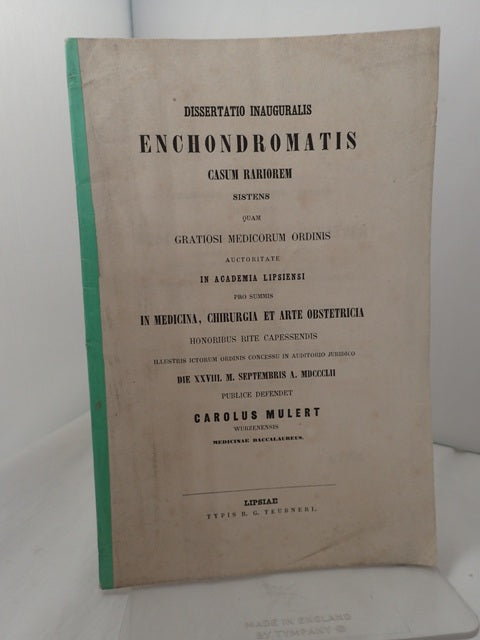 DISSERTATIO INAUGURALIS
ENCHONDROMATIS
CASUM RARIOREM
SISTENS
QUAM
GRATIOSI MEDICORUM ORDINIS
AUCTORITATE
IN ACADEMIA LIPSIENSI
PRO SUMMIS
IN MEDICINA, CHIRURGIA ET ARTE OBSTETRICIA
HONORIBUS RITE CAPESSENDIS
ILLUSTRIS ICTORUM ORDINIS CONCESSU IN AUDITORIO JURIDICO
DIE XXVIII. M. SEPTEMBRIS A. MDCCCLII
PUBLICE DEFENDET
CAROLUS MULERT
WURZENENSIS
MEDICINAE BACCALAUREUS.
LIPSIAE
TYPIS B. G. TEUBNERI.
MADE IN ENGLAND
BY TYMPANY ©